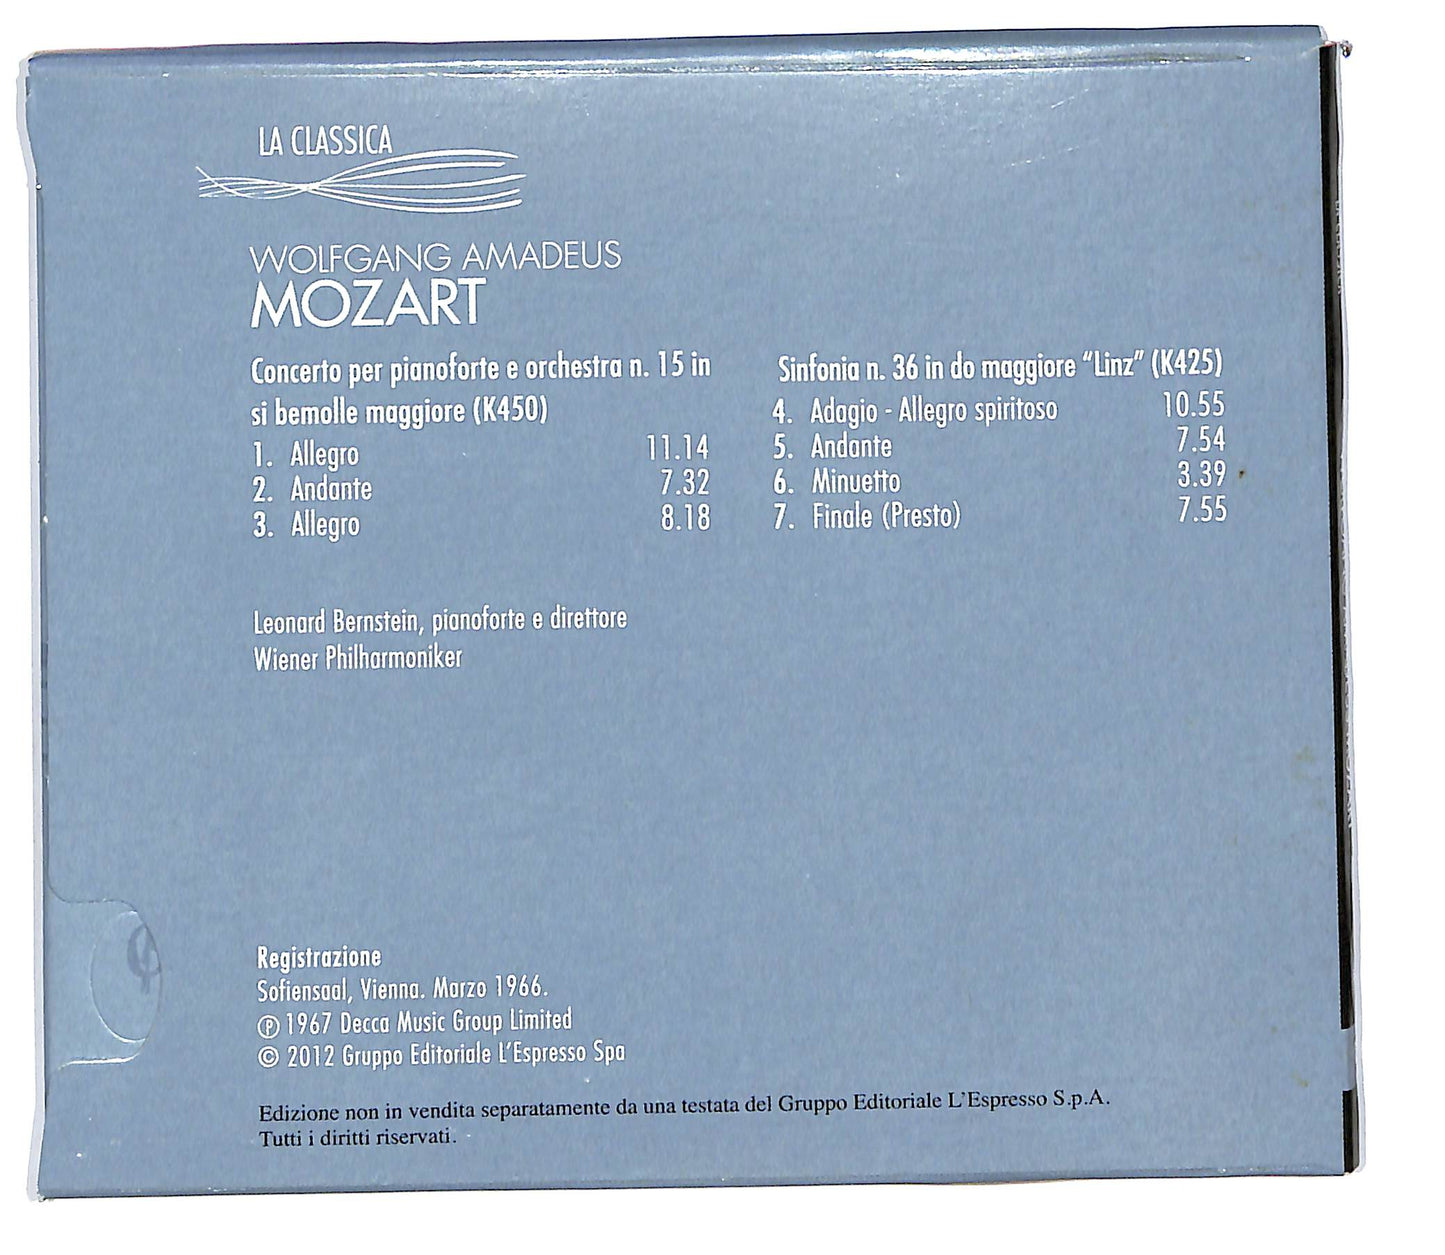 LA CLASSICA
WOLFGANG AMADEUS
MOZART
Concerto per pianoforte e orchestra n. 15 in
si bemolle maggiore (K450)
1. Allegro 11.14
2. Andante 7.32
3. Allegro 8.18
Sinfonia n. 36 in do maggiore “Linz” (K425)
4. Adagio - Allegro spiritoso 10.55
5. Andante 7.54
6. Minuetto 3.39
7. Finale (Presto) 7.55
Leonard Bernstein, pianoforte e direttore
Wiener Philharmoniker
Registrazione
Sofiensaal, Vienna. Marzo 1966.
℗ 1967 Decca Music Group Limited
© 2012 Gruppo Editoriale L’Espresso Spa
Edizione non in vendita separatamente da una testata del Gruppo Editoriale L’Espresso S.p.A.
Tutti i diritti riservati.